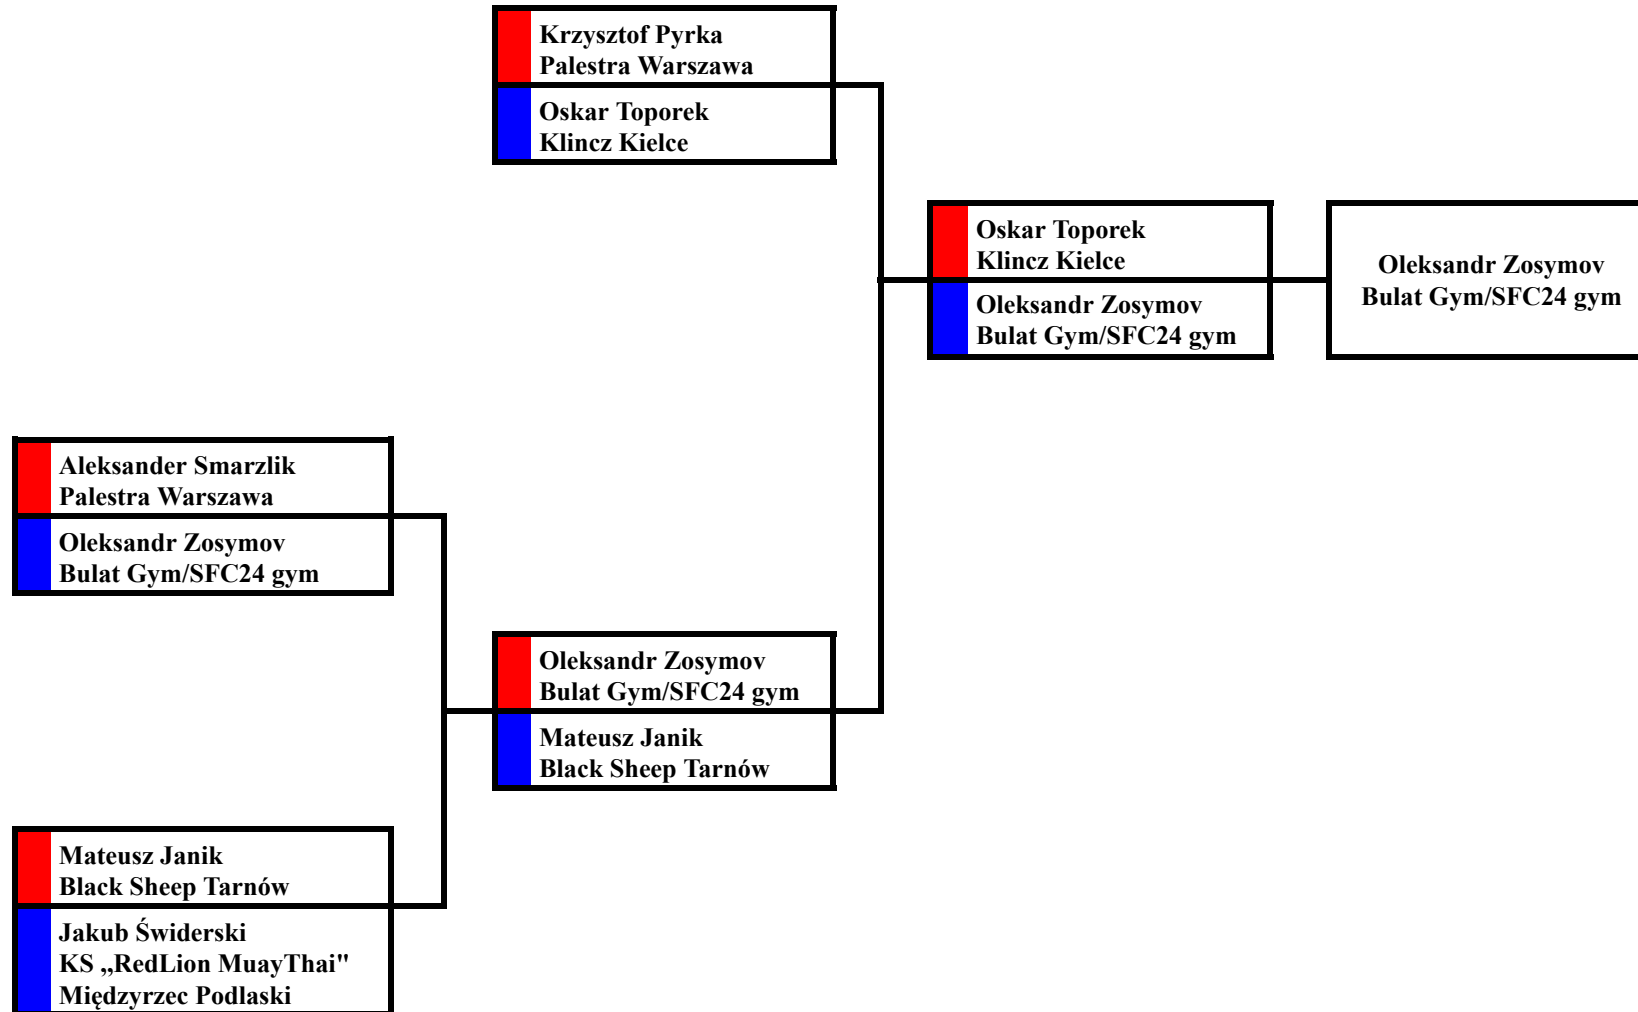 Krzysztof Pyrka
Palestra Warszawa
Oskar Toporek
Klincz Kielce
Oskar Toporek
Klincz Kielce
Oleksandr Zosymov
Bulat Gym/SFC24 gym
Oleksandr Zosymov
Bulat Gym/SFC24 gym
Aleksander Smarzlik
Palestra Warszawa
Oleksandr Zosymov
Bulat Gym/SFC24 gym
Oleksandr Zosymov
Bulat Gym/SFC24 gym
Mateusz Janik
Black Sheep Tarnów
Mateusz Janik
Black Sheep Tarnów
Jakub Świderski
KS ,,RedLion MuayThai"
Międzyrzec Podlaski